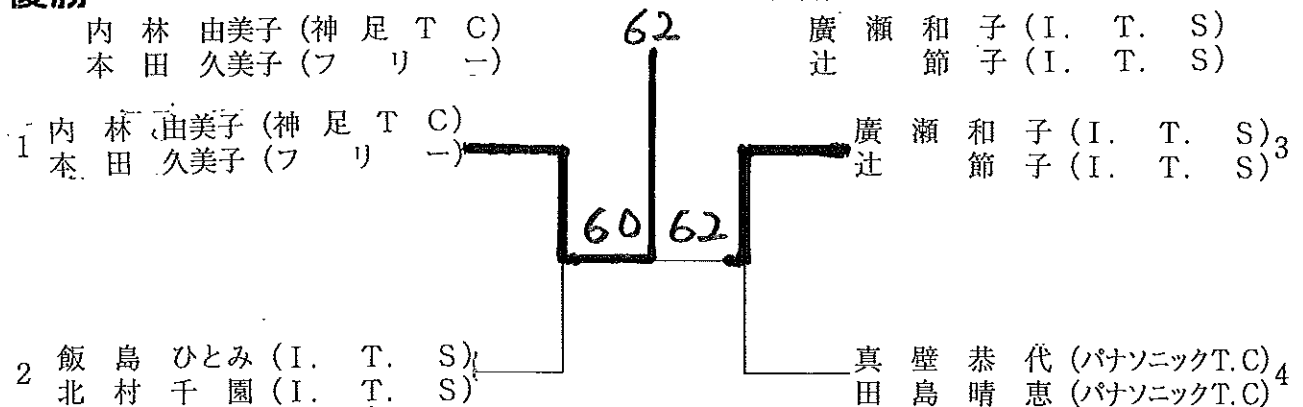 優勝
内林 由美子 (神足TC)
本田 久美子 (フリー)
廣瀬和子 (I. T. S)
辻 節子 (I. T. S)
62
1 内林 由美子 (神足TC)
本田 久美子 (フリー)
廣瀬和子 (I. T. S) 3
辻 節子 (I. T. S)
60 62
2 飯島 ひとみ (I. T. S)
北村千園 (I. T. S)
真壁恭代 (パナソニックT.C) 4
田島晴恵 (パナソニックT.C)